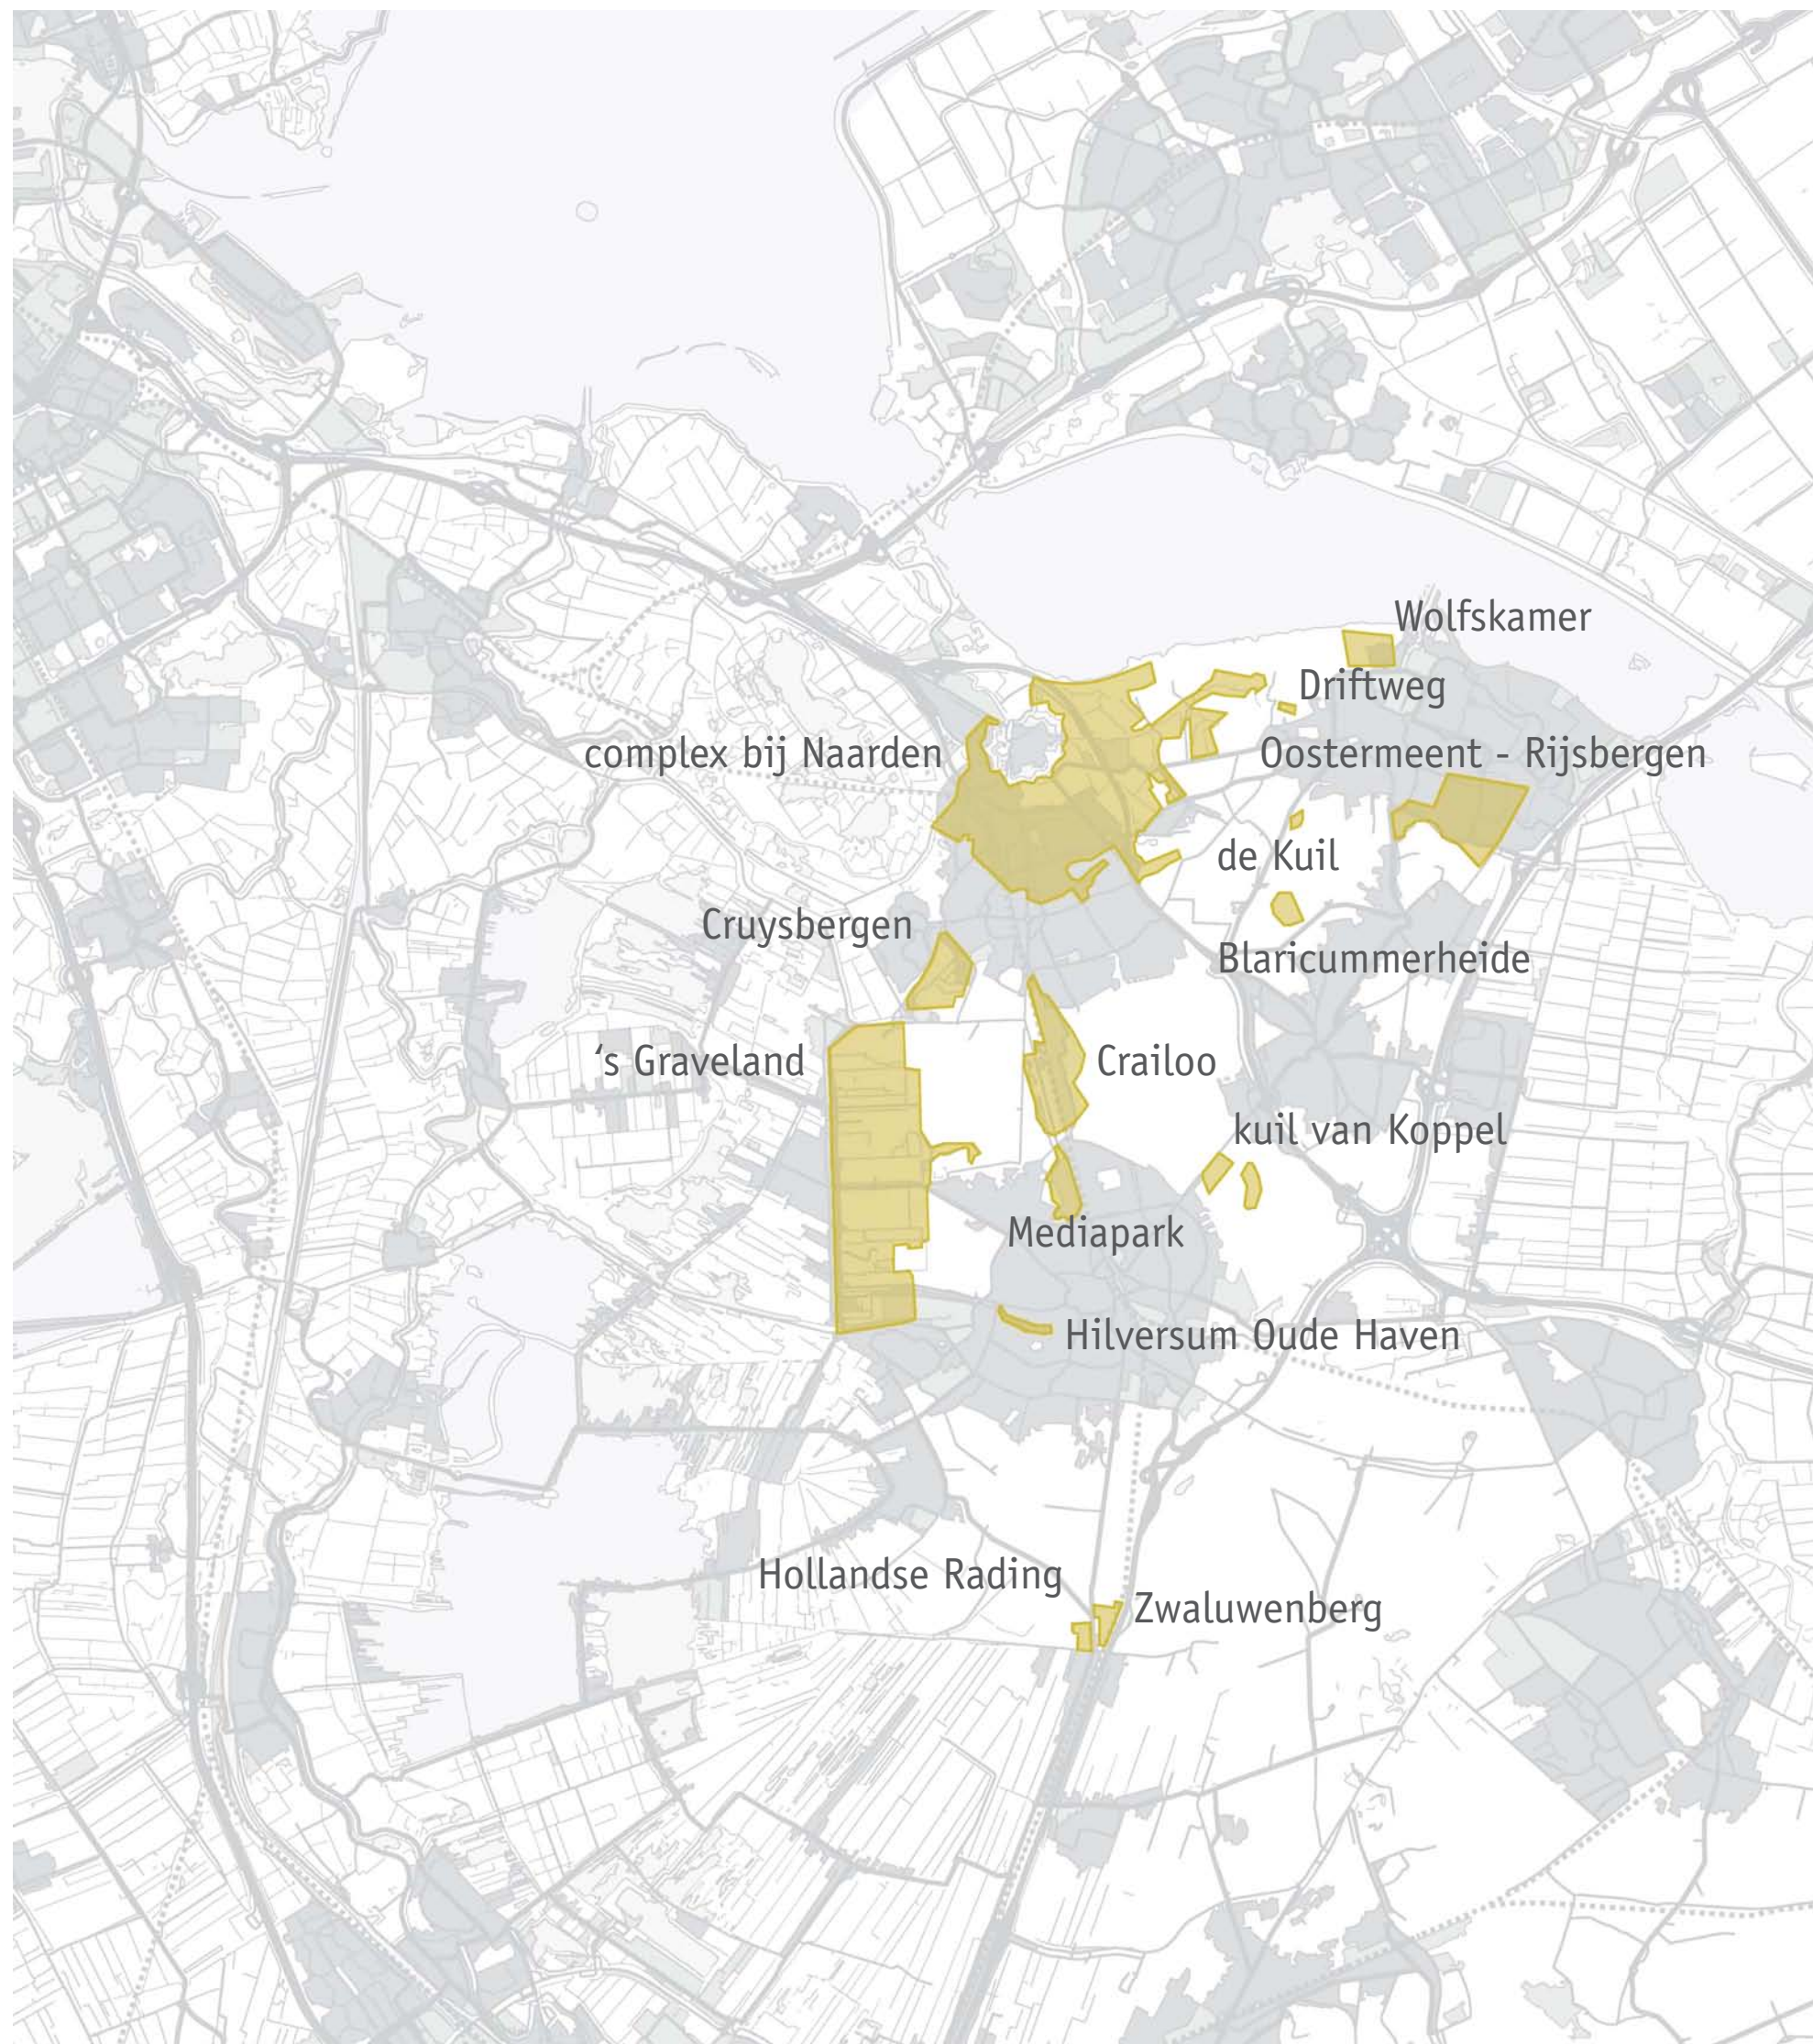 Wolfskamer
Driftweg
complex bij Naarden
Oostermeent - Rijsbergen
de Kuil
Cruysbergen
Blaricummerheide
‘s Graveland
Crailoo
kuil van Koppel
Mediapark
Hilversum Oude Haven
Hollandse Rading
Zwaluwenberg